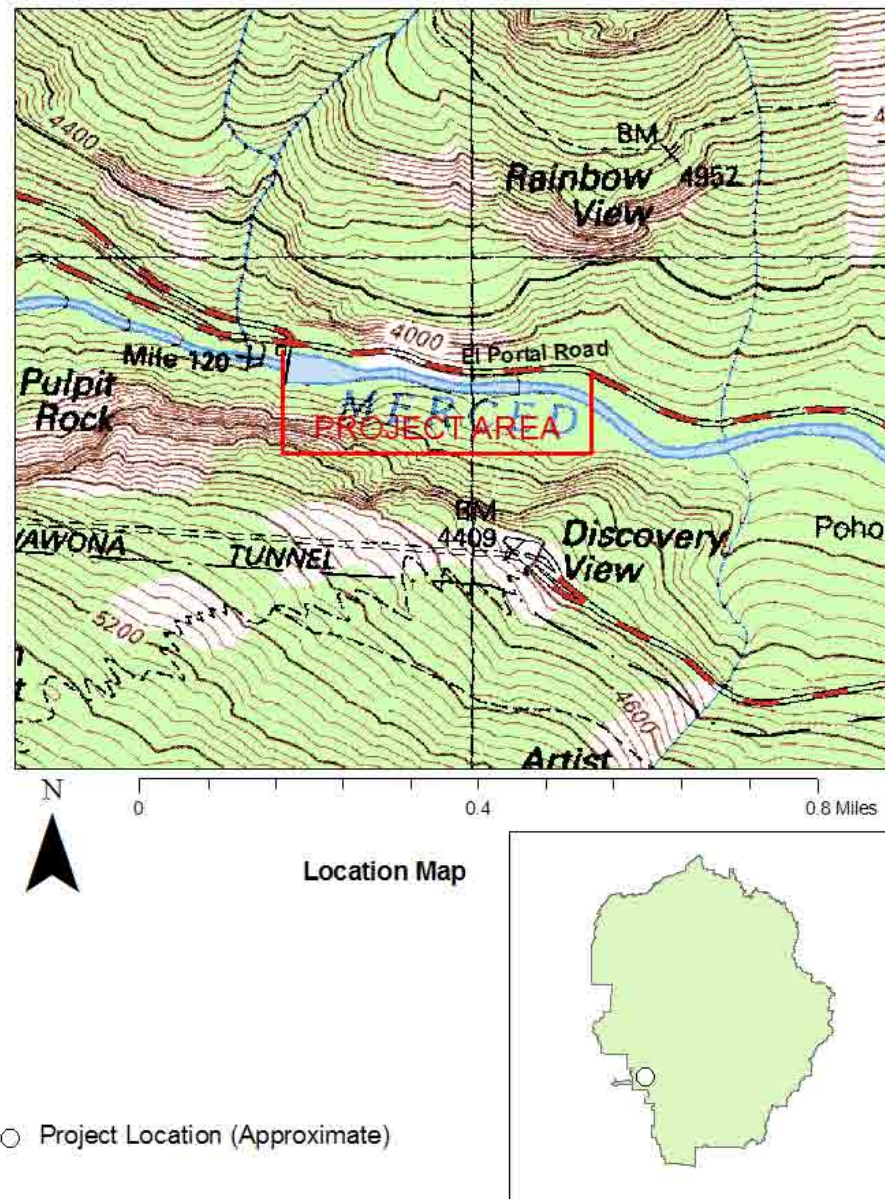 4400
BM
Rainbow
4952
View
4000
El Portal Road
Mile 120
Pulpit
Rock
MERCED
PROJECT AREA
BM
4409
Discovery
View
Poho
AWONA
TUNNEL
5200
4600
Artist
N
0
0.4
0.8 Miles
Location Map
Project Location (Approximate)